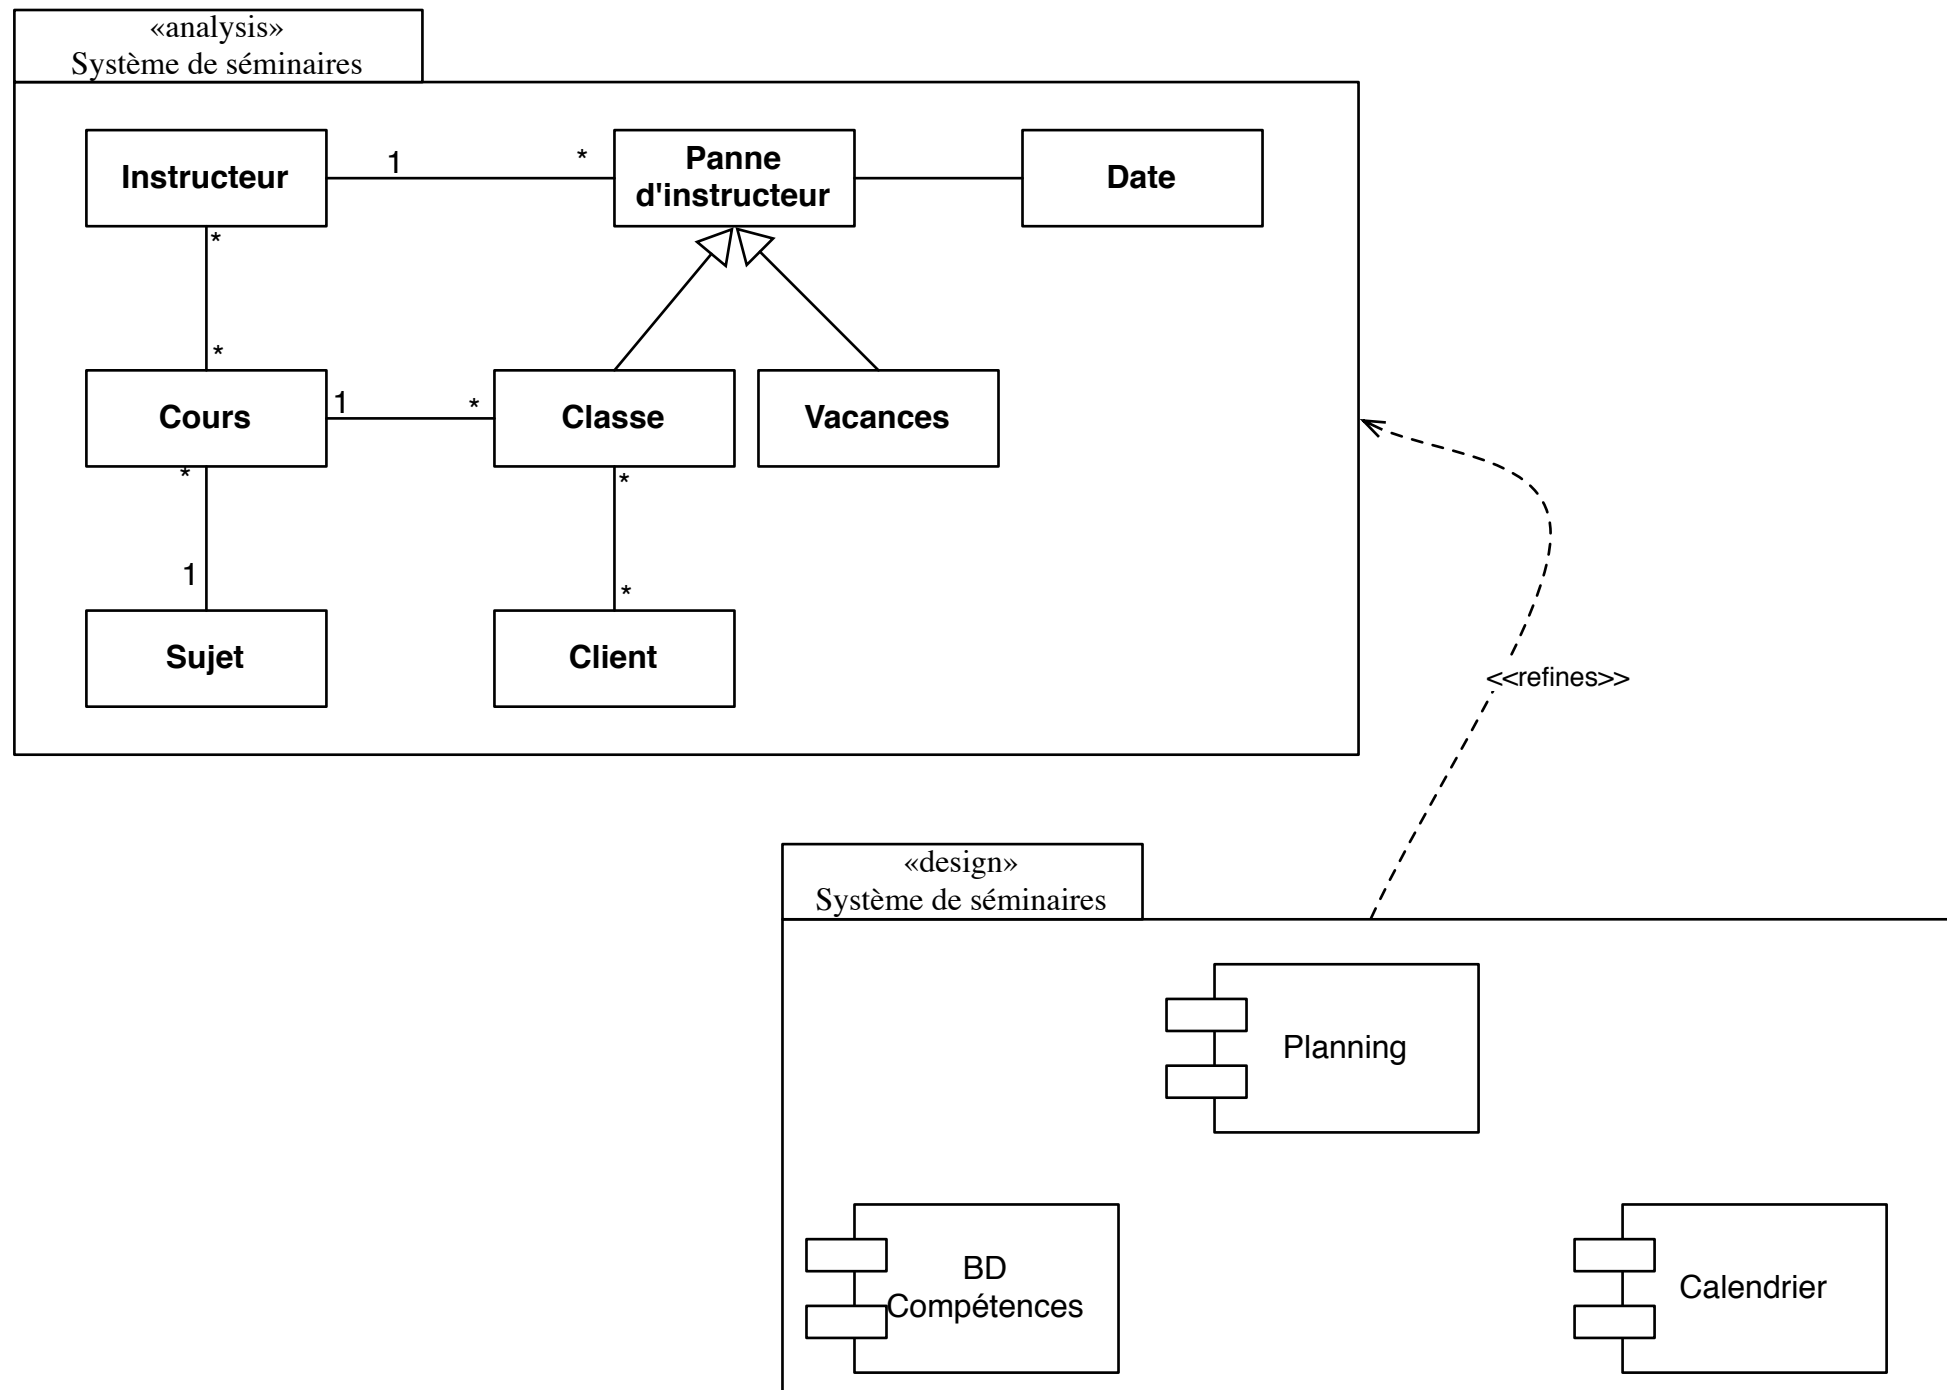 «analysis»
Système de séminaires
Instructeur
1
*
Panne
d'instructeur
Date
*
*
Cours
1
*
Classe
Vacances
*
*
1
*
Sujet
Client
<<refines>>
«design»
Système de séminaires
Planning
BD
Compétences
Calendrier